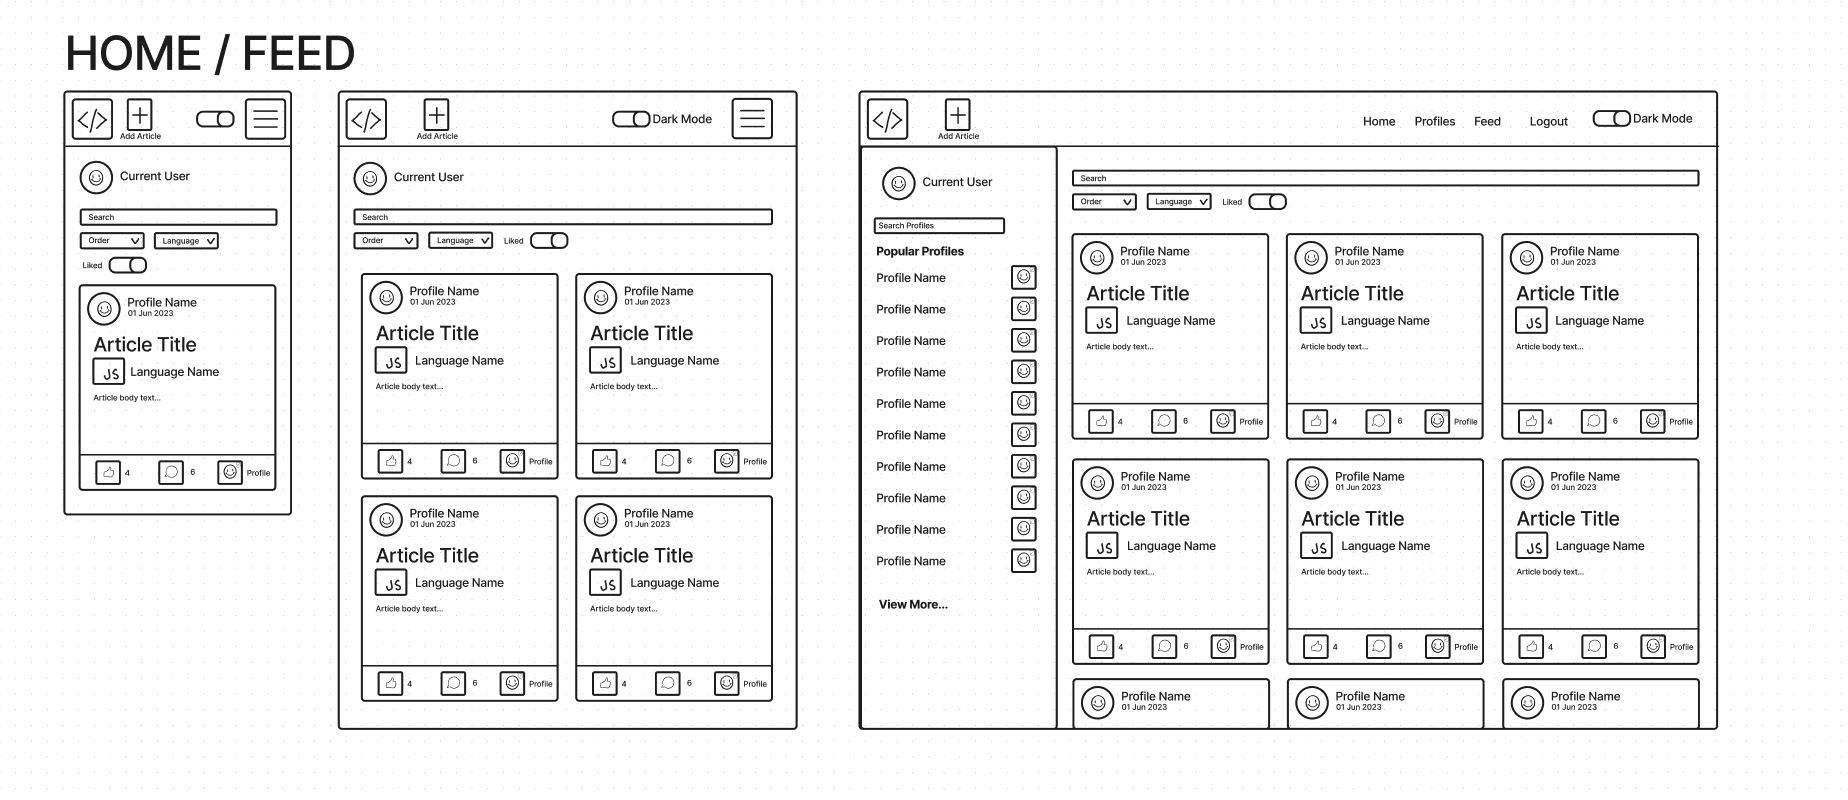 HOME / FEED
</>
Add Article
Current User
Search
Order
Language
Liked
Profile Name
01 Jun 2023
Article Title
JS Language Name
Article body text...
4 6 Profile
</>
Add Article
Dark Mode
Current User
Search
Order
Language
Liked
Profile Name
01 Jun 2023
Article Title
JS Language Name
Article body text...
4 6 Profile
Profile Name
01 Jun 2023
Article Title
JS Language Name
Article body text...
4 6 Profile
Profile Name
01 Jun 2023
Article Title
JS Language Name
Article body text...
4 6 Profile
Profile Name
01 Jun 2023
Article Title
JS Language Name
Article body text...
4 6 Profile
</>
Add Article
Home Profiles Feed Logout Dark Mode
Current User
Search Profiles
Popular Profiles
Profile Name
Profile Name
Profile Name
Profile Name
Profile Name
Profile Name
Profile Name
Profile Name
Profile Name
Profile Name
View More...
Search
Order
Language
Liked
Profile Name
01 Jun 2023
Article Title
JS Language Name
Article body text...
4 6 Profile
Profile Name
01 Jun 2023
Article Title
JS Language Name
Article body text...
4 6 Profile
Profile Name
01 Jun 2023
Article Title
JS Language Name
Article body text...
4 6 Profile
Profile Name
01 Jun 2023
Article Title
JS Language Name
Article body text...
4 6 Profile
Profile Name
01 Jun 2023
Article Title
JS Language Name
Article body text...
4 6 Profile
Profile Name
01 Jun 2023
Article Title
JS Language Name
Article body text...
4 6 Profile
Profile Name
01 Jun 2023
Profile Name
01 Jun 2023
Profile Name
01 Jun 2023